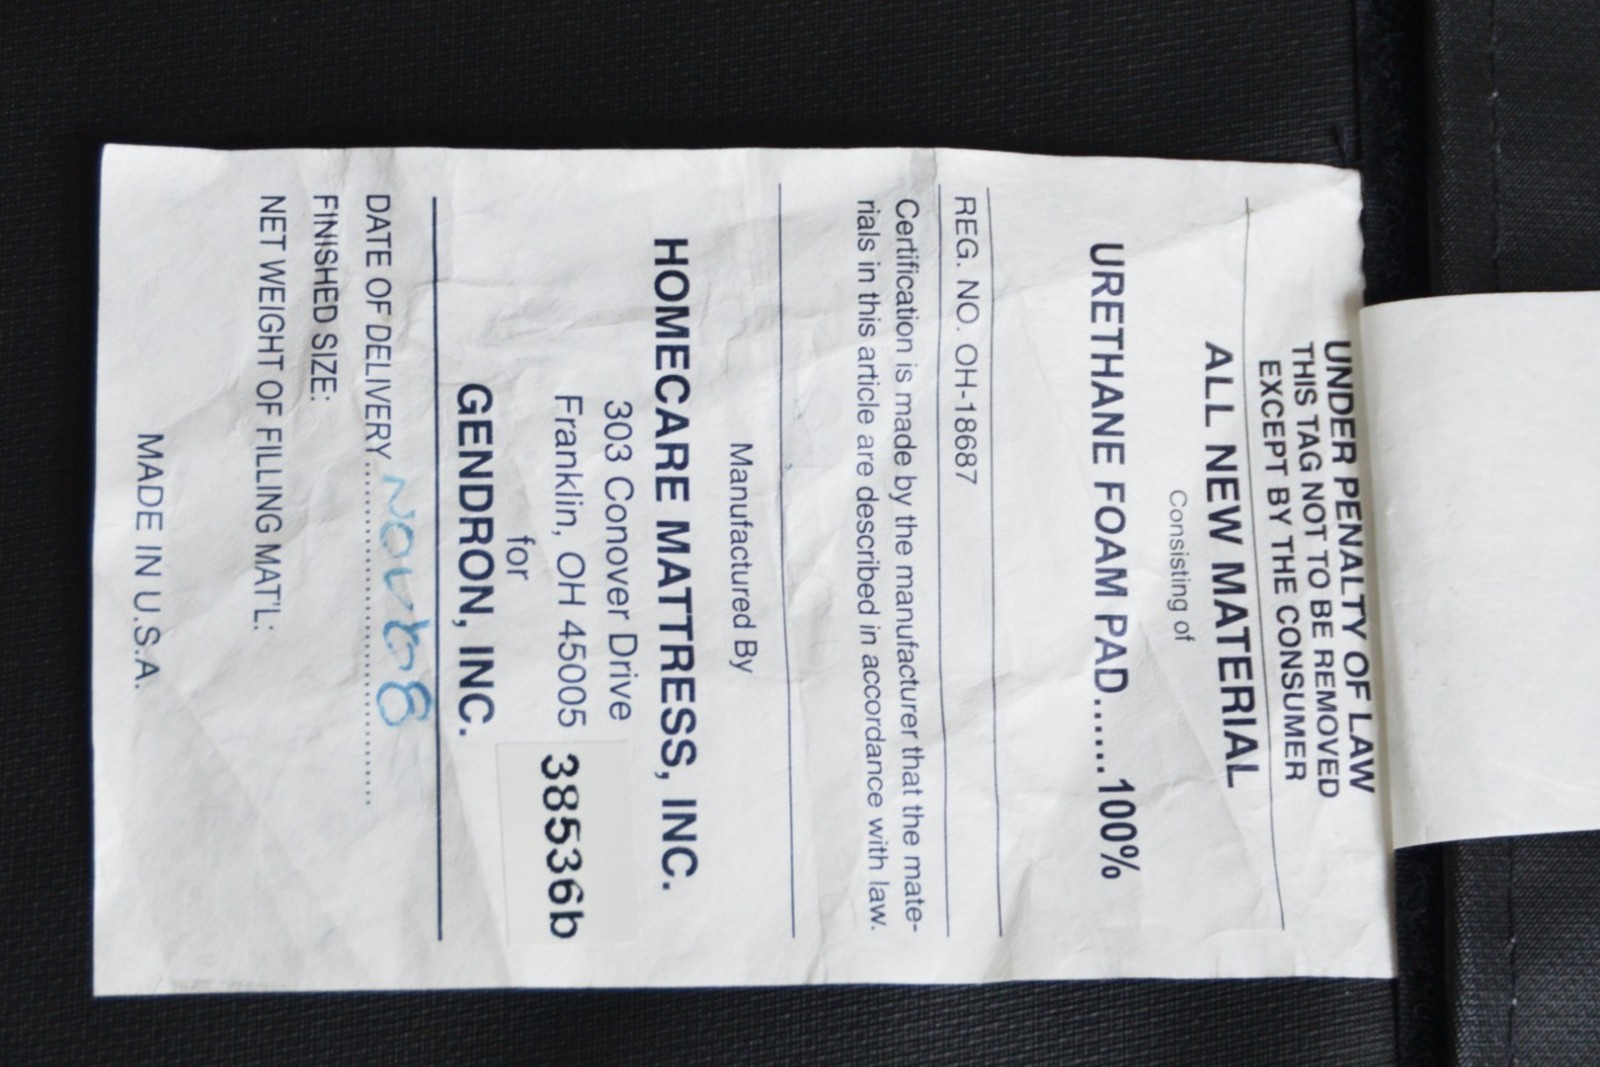 UNDER PENALTY OF LAW
THIS TAG NOT TO BE REMOVED
EXCEPT BY THE CONSUMER
ALL NEW MATERIAL
Consisting of
URETHANE FOAM PAD......100%
REG. NO. OH-18687
Certification is made by the manufacturer that the mate-
rials in this article are described in accordance with law.
Manufactured By
HOMECARE MATTRESS, INC.
303 Conover Drive
Franklin, OH 45005 38536b
for
GENDRON, INC.
DATE OF DELIVERY
FINISHED SIZE:
NET WEIGHT OF FILLING MAT'L:
MADE IN U.S.A.